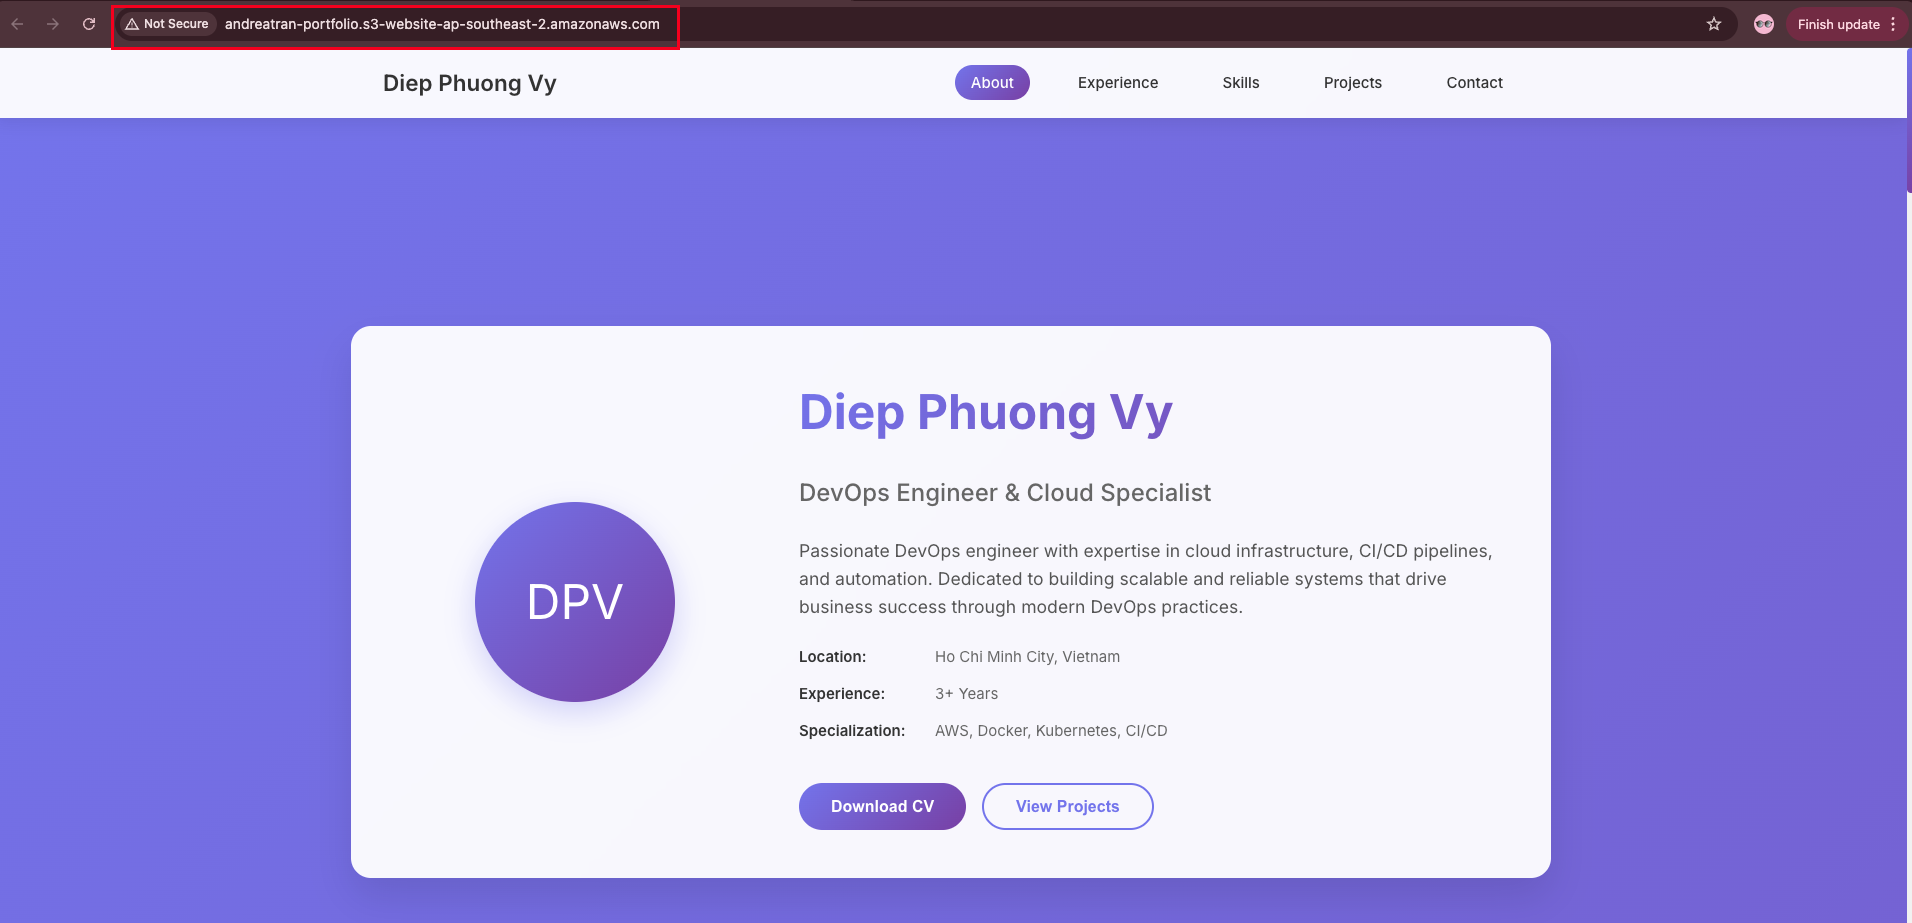 Not Secure andreatran-portfolio.s3-website-ap-southeast-2.amazonaws.com Finish update
Diep Phuong Vy About Experience Skills Projects Contact
Diep Phuong Vy
DevOps Engineer & Cloud Specialist
DPV
Passionate DevOps engineer with expertise in cloud infrastructure, CI/CD pipelines,
and automation. Dedicated to building scalable and reliable systems that drive
business success through modern DevOps practices.
Location: Ho Chi Minh City, Vietnam
Experience: 3+ Years
Specialization: AWS, Docker, Kubernetes, CI/CD
Download CV View Projects